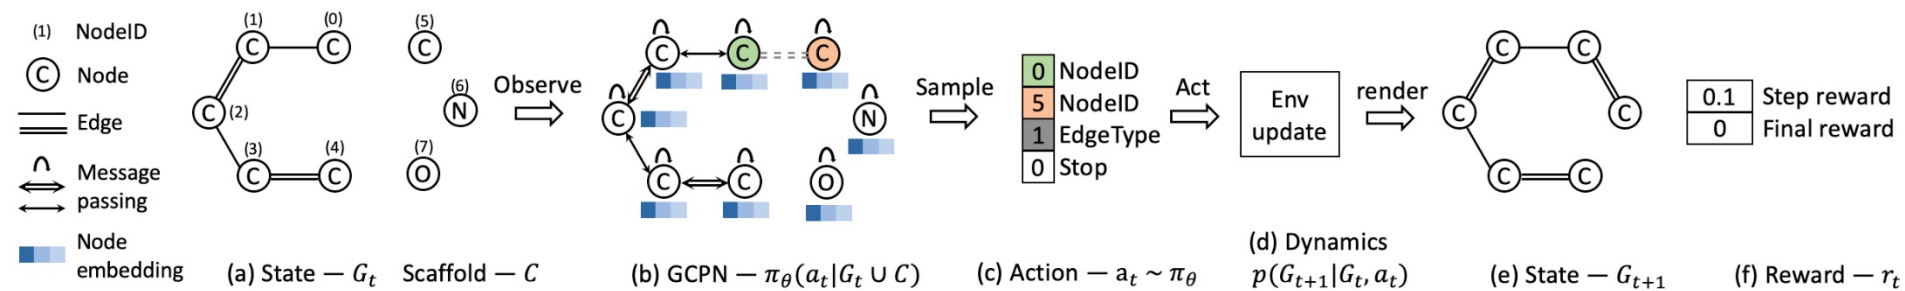 (1) NodeID
C Node
Edge
Message
passing
Node
embedding
(1) (0) (5)
C C C
(6)
C (2) N
(3) (4) (7)
C C O
(a) State — G_t Scaffold — C
Observe
C C C
C N
C C O
(b) GCPN — π_θ(a_t|G_t ∪ C)
Sample
0 NodeID
5 NodeID
1 EdgeType
0 Stop
(c) Action — a_t ~ π_θ
Act
Env
update
(d) Dynamics
p(G_{t+1}|G_t, a_t)
render
C C
C C
C C
(e) State — G_{t+1}
0.1 Step reward
0 Final reward
(f) Reward — r_t